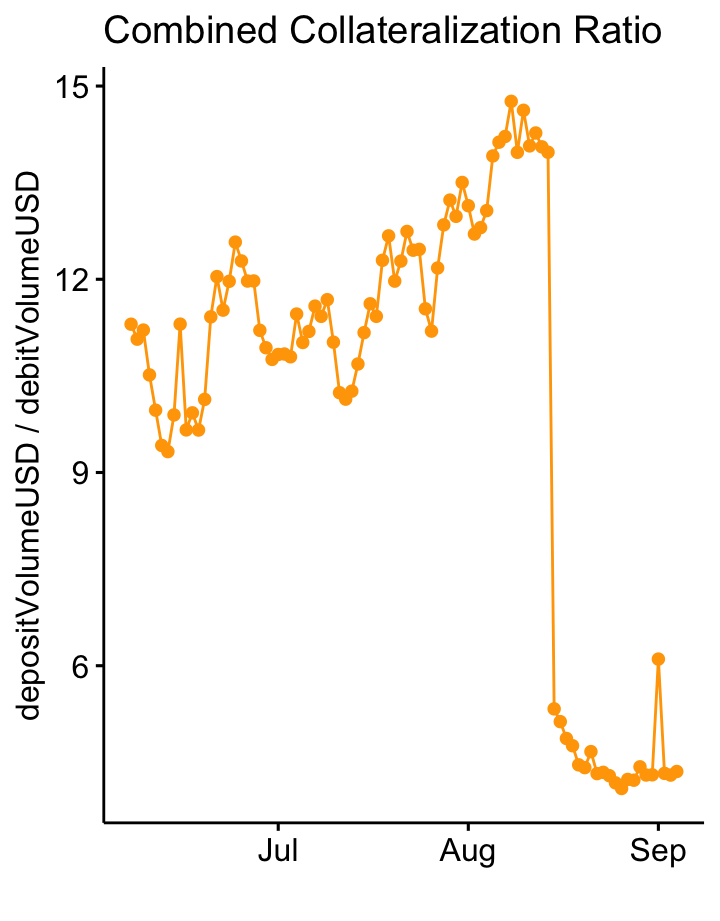 Combined Collateralization Ratio
depositVolumeUSD / debitVolumeUSD
15
12
9
6
Jul
Aug
Sep